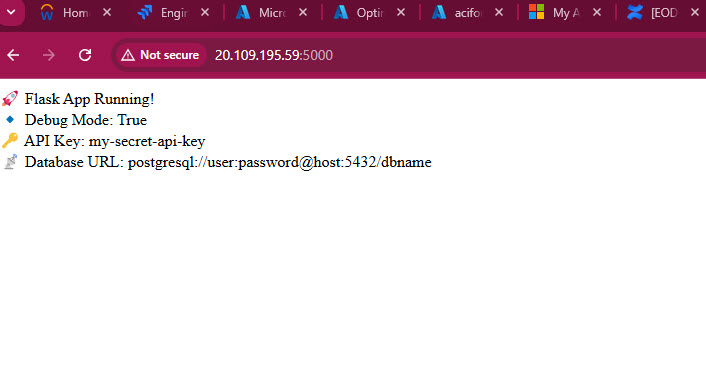 Hom
Engin
Micro
Optir
acifo
My A
[EOD
Not secure 20.109.195.59:5000
🚀 Flask App Running!
🔹 Debug Mode: True
🔑 API Key: my-secret-api-key
📡 Database URL: postgresql://user:password@host:5432/dbname